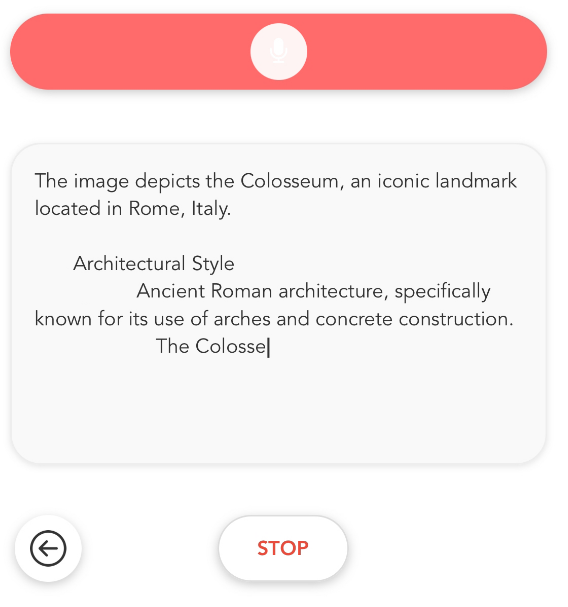 The image depicts the Colosseum, an iconic landmark
located in Rome, Italy.
Architectural Style
Ancient Roman architecture, specifically
known for its use of arches and concrete construction.
The Colosse
STOP